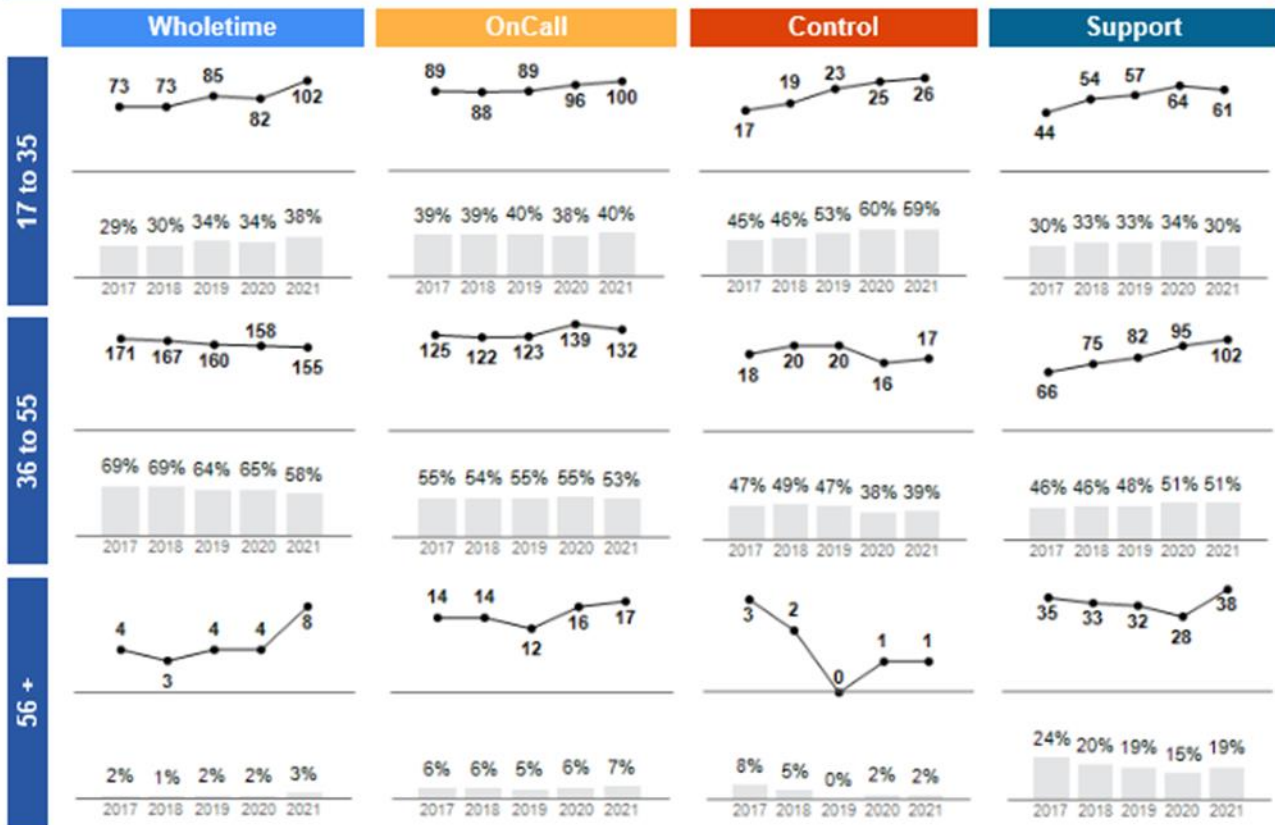 Wholetime OnCall Control Support
17 to 35
73 73 85 82 102
89 88 89 96 100
17 19 23 25 26
44 54 57 64 61
29% 30% 34% 34% 38%
39% 39% 40% 38% 40%
45% 46% 53% 60% 59%
30% 33% 33% 34% 30%
2017 2018 2019 2020 2021
2017 2018 2019 2020 2021
2017 2018 2019 2020 2021
2017 2018 2019 2020 2021
36 to 55
171 167 160 158 155
125 122 123 139 132
18 20 20 16 17
66 75 82 95 102
69% 69% 64% 65% 58%
55% 54% 55% 55% 53%
47% 49% 47% 38% 39%
46% 46% 48% 51% 51%
2017 2018 2019 2020 2021
2017 2018 2019 2020 2021
2017 2018 2019 2020 2021
2017 2018 2019 2020 2021
56 +
4 3 4 4 8
14 14 12 16 17
3 2 0 1 1
35 33 32 28 38
2% 1% 2% 2% 3%
6% 6% 5% 6% 7%
8% 5% 0% 2% 2%
24% 20% 19% 15% 19%
2017 2018 2019 2020 2021
2017 2018 2019 2020 2021
2017 2018 2019 2020 2021
2017 2018 2019 2020 2021